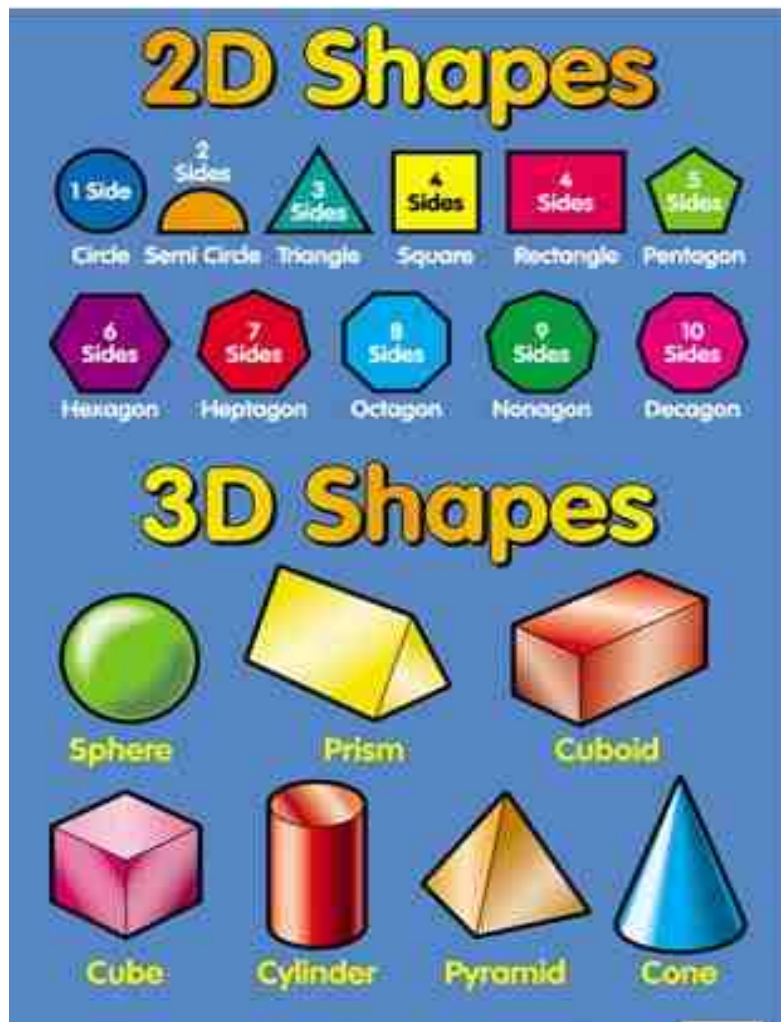 2D Shapes
1 Side
2
Sides
3
Sides
4
Sides
4
Sides
5
Sides
Circle Semi Circle Triangle Square Rectangle Pentagon
6
Sides
7
Sides
8
Sides
9
Sides
10
Sides
Hexagon Heptagon Octagon Nonagon Decagon
3D Shapes
Sphere Prism Cuboid
Cube Cylinder Pyramid Cone